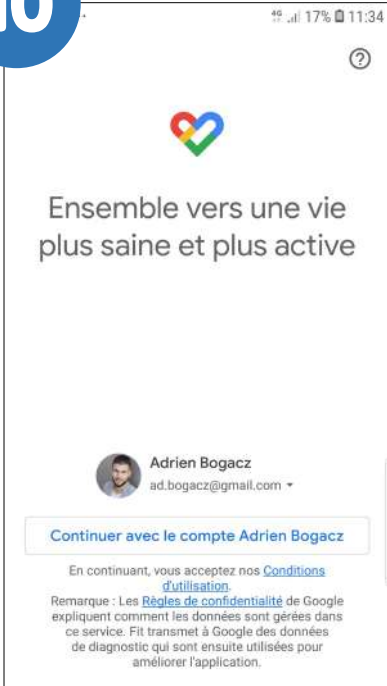 10
4G 17% 11:34
Ensemble vers une vie
plus saine et plus active
Adrien Bogacz
ad.bogacz@gmail.com
Continuer avec le compte Adrien Bogacz
En continuant, vous acceptez nos Conditions
d'utilisation.
Remarque : Les Règles de confidentialité de Google
expliquent comment les données sont gérées dans
ce service. Fit transmet à Google des données
de diagnostic qui sont ensuite utilisées pour
améliorer l'application.